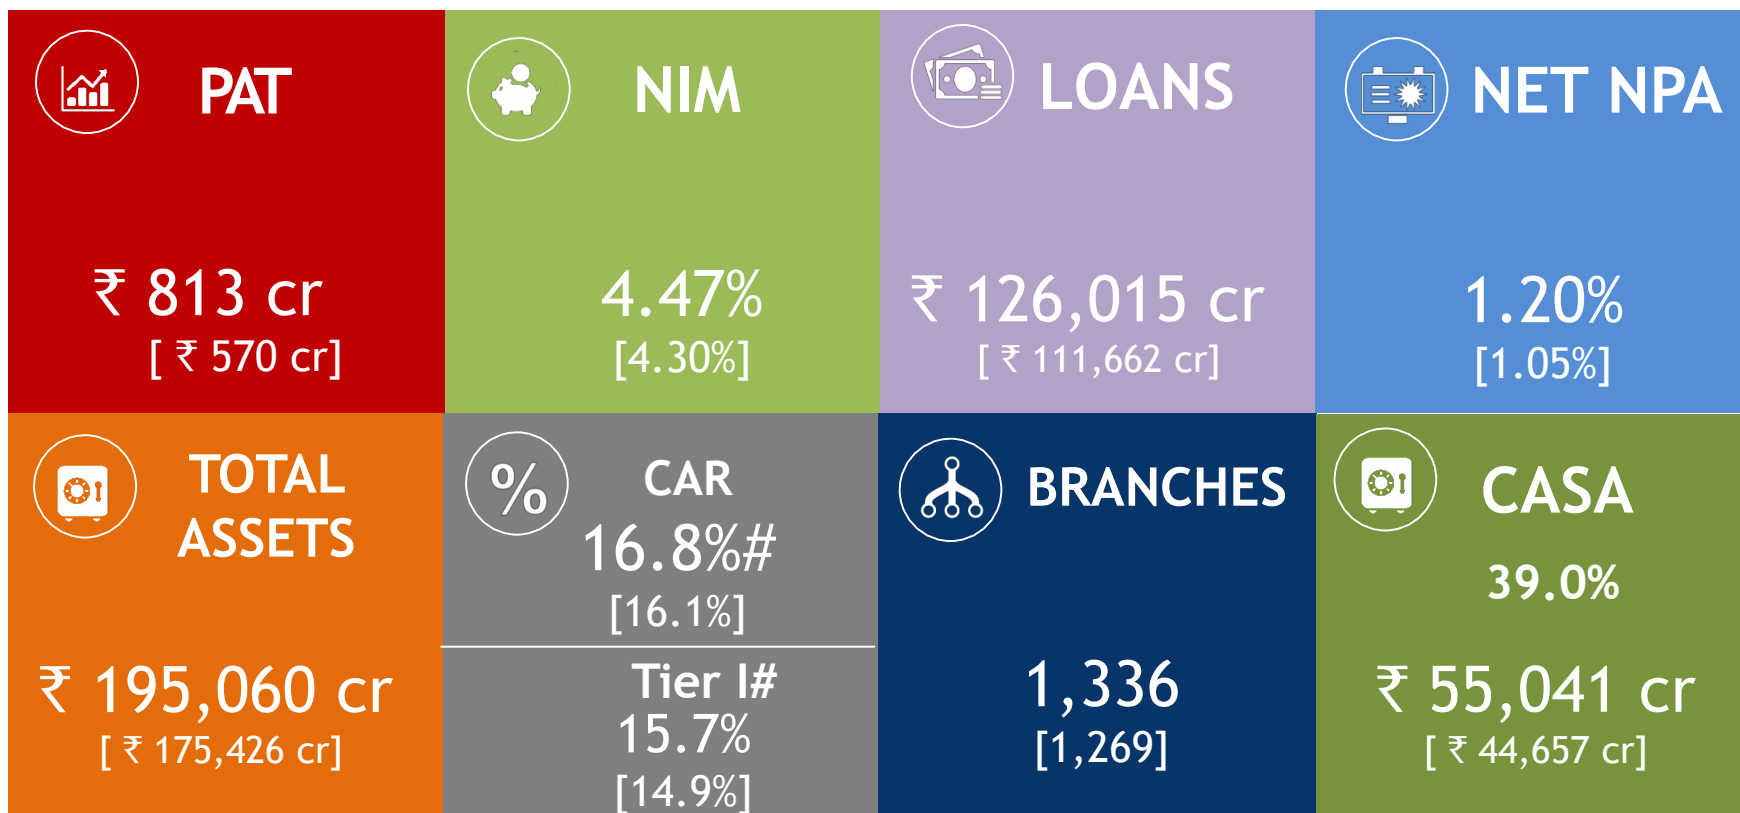 PAT
₹ 813 cr
[ ₹ 570 cr]
NIM
4.47%
[4.30%]
LOANS
₹ 126,015 cr
[ ₹ 111,662 cr]
NET NPA
1.20%
[1.05%]
TOTAL
ASSETS
₹ 195,060 cr
[ ₹ 175,426 cr]
%
CAR
16.8%#
[16.1%]
Tier I#
15.7%
[14.9%]
BRANCHES
1,336
[1,269]
CASA
39.0%
₹ 55,041 cr
[ ₹ 44,657 cr]